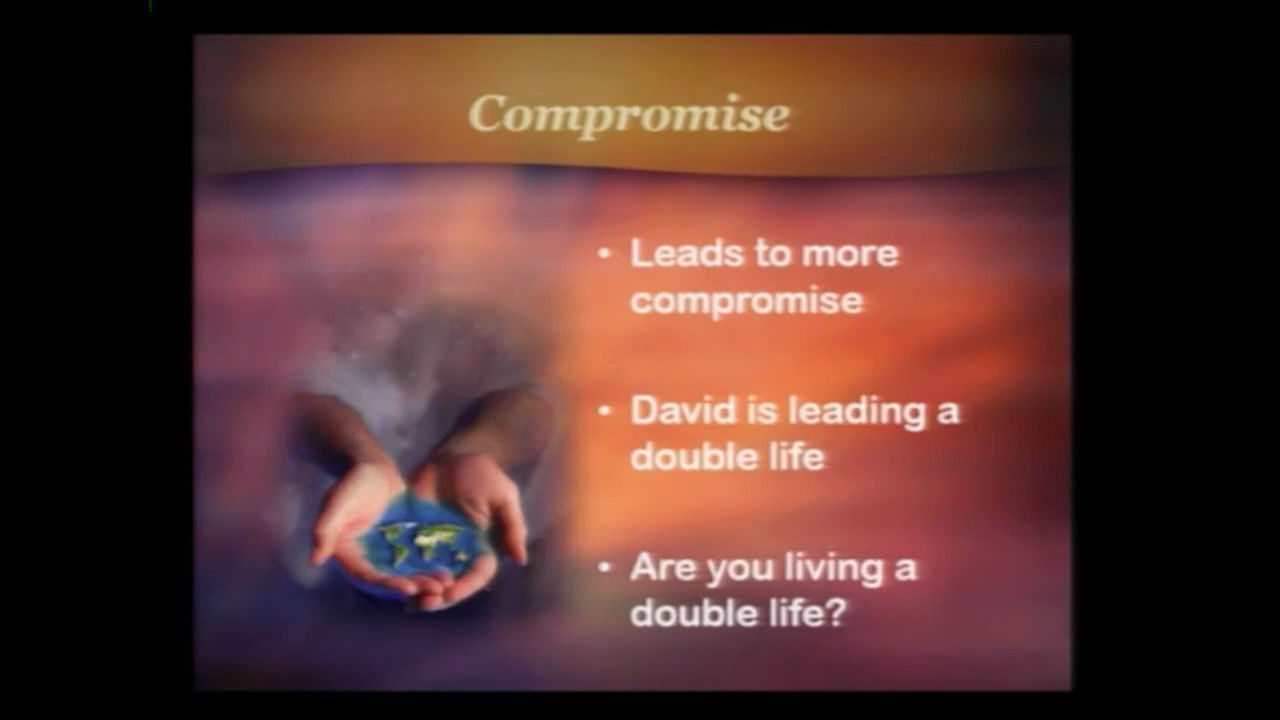 Compromise
• Leads to more
compromise
• David is leading a
double life
• Are you living a
double life?